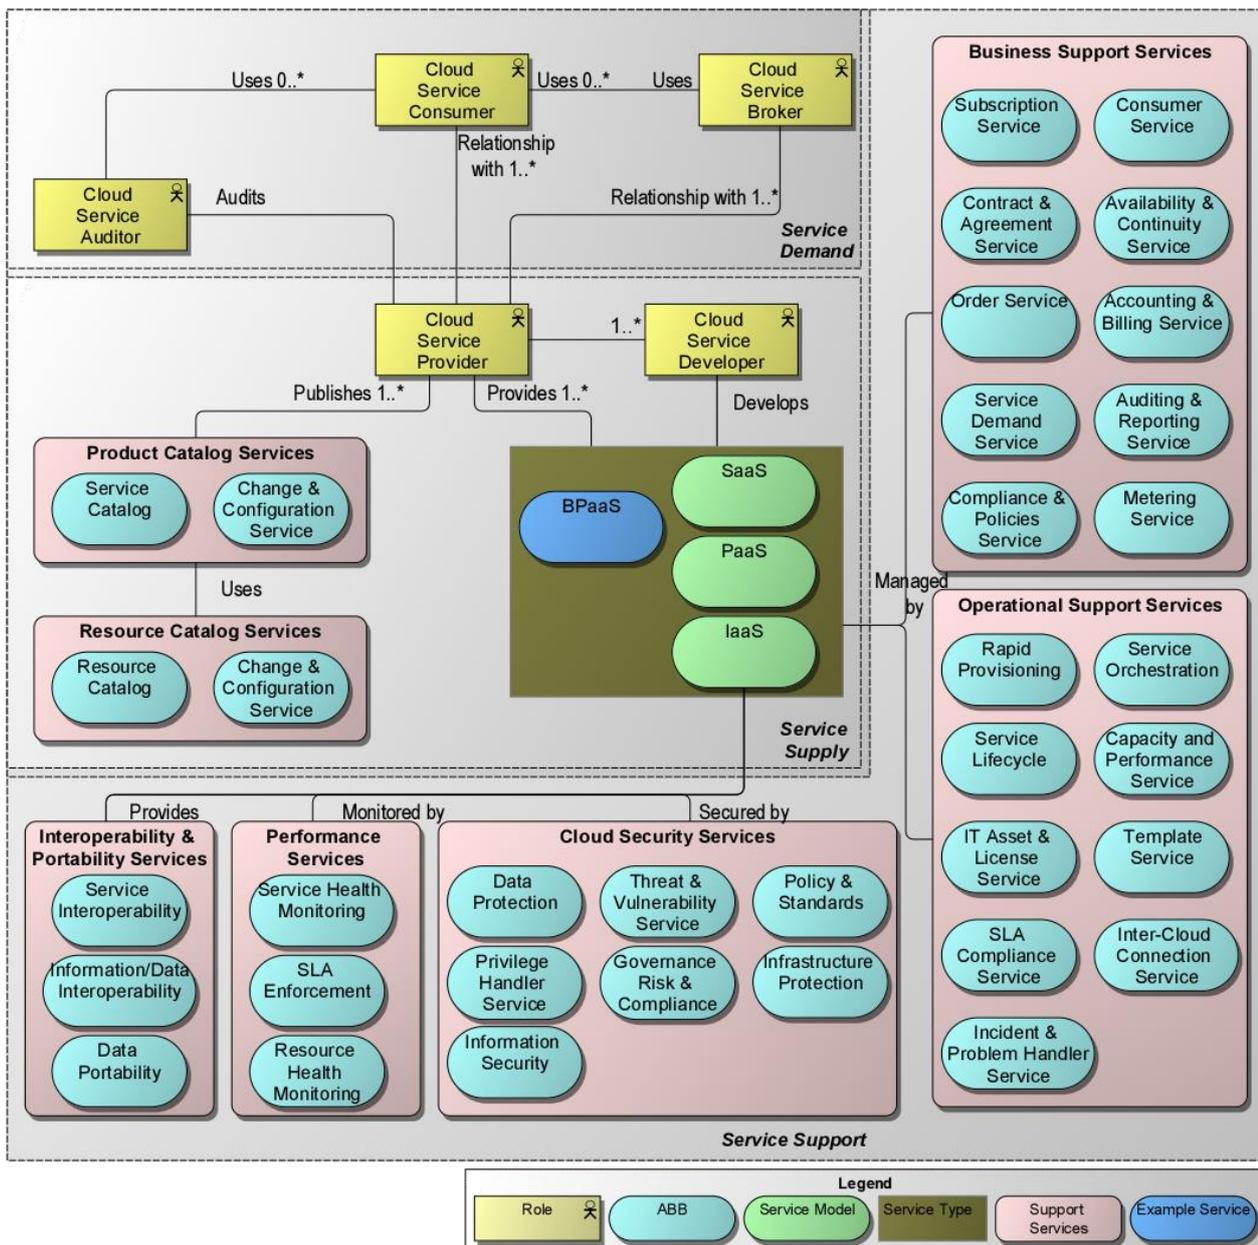 Uses 0..*
Cloud
Service
Consumer
Uses 0..*
Uses
Cloud
Service
Broker
Relationship
with 1..*
Cloud
Service
Auditor
Audits
Relationship with 1..*
Service
Demand
Cloud
Service
Provider
1..*
Cloud
Service
Developer
Publishes 1..*
Provides 1..*
Develops
Product Catalog Services
Service
Catalog
Change &
Configuration
Service
Uses
Resource Catalog Services
Resource
Catalog
Change &
Configuration
Service
BPaaS
SaaS
PaaS
IaaS
Managed
by
Service
Supply
Business Support Services
Subscription
Service
Consumer
Service
Contract &
Agreement
Service
Availability &
Continuity
Service
Order Service
Accounting &
Billing Service
Service
Demand
Service
Auditing &
Reporting
Service
Compliance &
Policies
Service
Metering
Service
Operational Support Services
Rapid
Provisioning
Service
Orchestration
Service
Lifecycle
Capacity and
Performance
Service
IT Asset &
License
Service
Template
Service
SLA
Compliance
Service
Inter-Cloud
Connection
Service
Incident &
Problem Handler
Service
Provides
Monitored by
Secured by
Interoperability &
Portability Services
Service
Interoperability
Information/Data
Interoperability
Data
Portability
Performance
Services
Service Health
Monitoring
SLA
Enforcement
Resource
Health
Monitoring
Cloud Security Services
Data
Protection
Threat &
Vulnerability
Service
Policy &
Standards
Privilege
Handler
Service
Governance
Risk &
Compliance
Infrastructure
Protection
Information
Security
Service Support
Legend
Role
ABB
Service Model
Service Type
Support
Services
Example Service